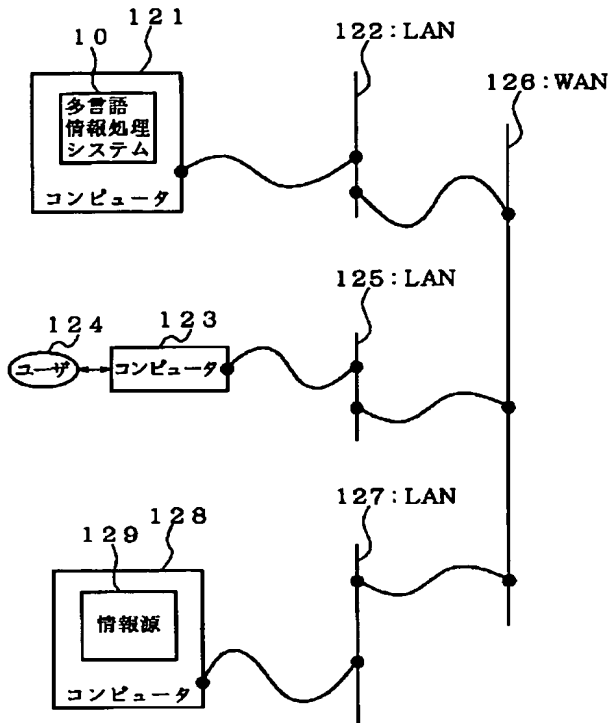 １２１
１０
多言語
情報処理
システム
コンピュータ
１２２：LAN
１２６：WAN
１２５：LAN
１２４
ユーザ
１２３
コンピュータ
１２７：LAN
１２８
１２９
情報源
コンピュータ